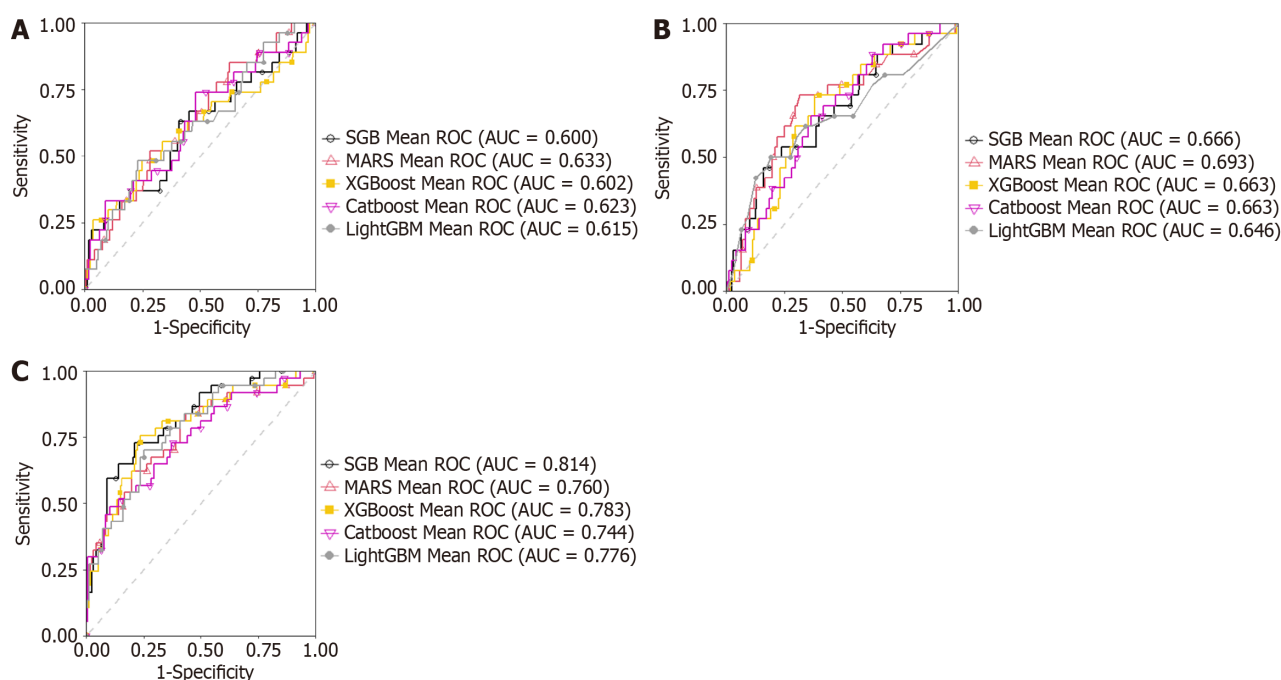 A
1.00
0.75
0.50
0.25
0.00
Sensitivity
0.00 0.25 0.50 0.75 1.00
1-Specificity
SGB Mean ROC (AUC = 0.600)
MARS Mean ROC (AUC = 0.633)
XGBoost Mean ROC (AUC = 0.602)
Catboost Mean ROC (AUC = 0.623)
LightGBM Mean ROC (AUC = 0.615)
B
1.00
0.75
0.50
0.25
0.00
Sensitivity
0.00 0.25 0.50 0.75 1.00
1-Specificity
SGB Mean ROC (AUC = 0.666)
MARS Mean ROC (AUC = 0.693)
XGBoost Mean ROC (AUC = 0.663)
Catboost Mean ROC (AUC = 0.663)
LightGBM Mean ROC (AUC = 0.646)
C
1.00
0.75
0.50
0.25
0.00
Sensitivity
0.00 0.25 0.50 0.75 1.00
1-Specificity
SGB Mean ROC (AUC = 0.814)
MARS Mean ROC (AUC = 0.760)
XGBoost Mean ROC (AUC = 0.783)
Catboost Mean ROC (AUC = 0.744)
LightGBM Mean ROC (AUC = 0.776)